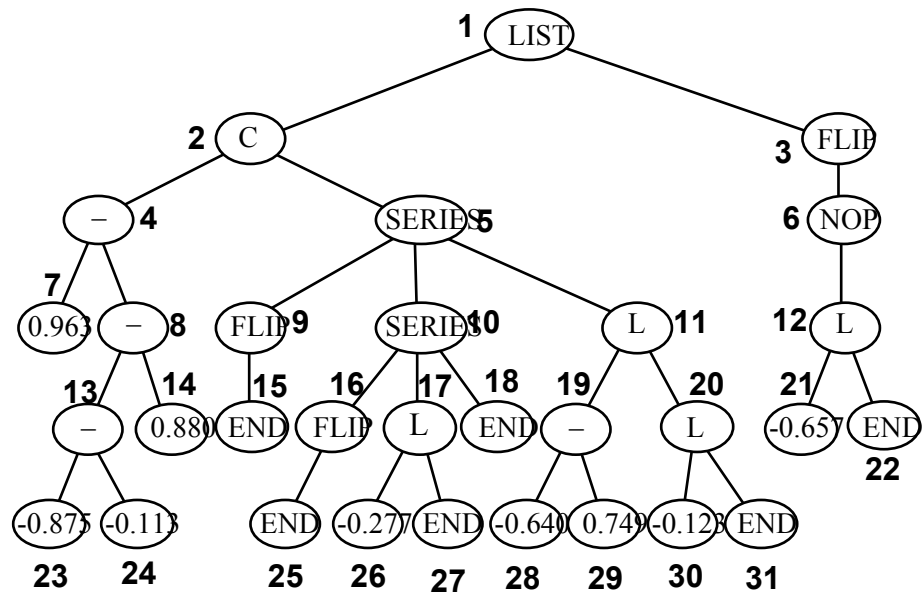 1 LIST
2 C
3 FLIP
– 4
SERIES 5
6 NOP
7
0.963
– 8
FLIP 9
SERIES 10
L 11
12 L
13
14
15
16
17
18
19
20
21
–
0.880
END
FLIP
L
END
–
L
-0.657
END
22
-0.875
-0.113
END
-0.277
END
-0.640
0.749
-0.123
END
23
24
25
26
27
28
29
30
31